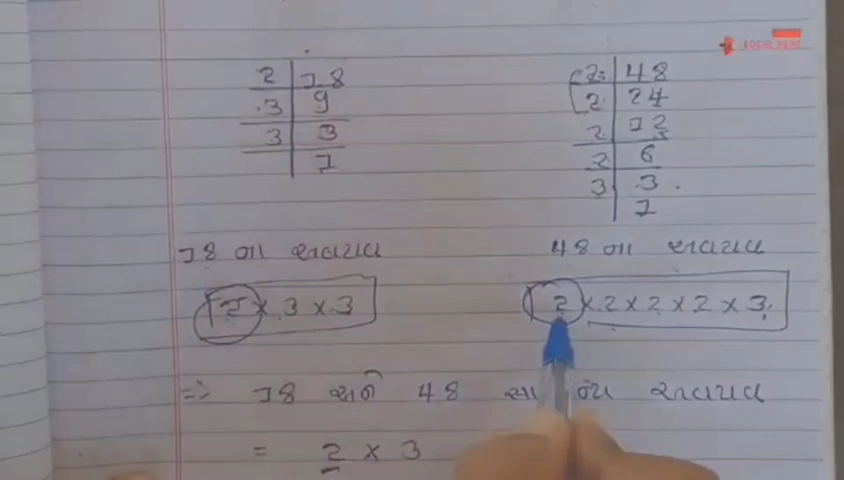 2 | 18
3 | 9
3 | 3
1
2 | 48
2 | 24
2 | 12
2 | 6
3 | 3
1
18 ના અવયવ
48 ના અવયવ
2 × 3 × 3
2 × 2 × 2 × 2 × 3
∴ 18 અને 48 અવયવ
= 2 × 3